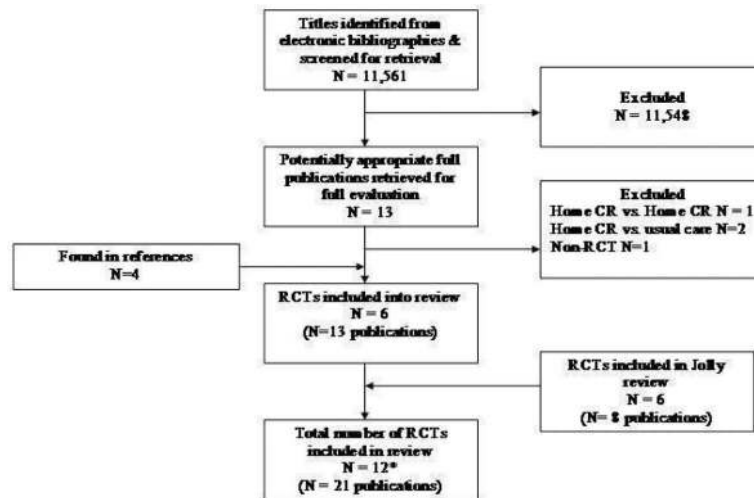 Titles identified from
electronic bibliographies &
screened for retrieval
N = 11,561
Excluded
N = 11,548
Potentially appropriate full
publications retrieved for
full evaluation
N = 13
Excluded
Home CR vs. Home CR N = 1
Home CR vs. usual care N=2
Non-RCT N=1
Found in references
N=4
RCTs included into review
N = 6
(N=13 publications)
RCTs included in Jolly
review
N = 6
(N= 8 publications)
Total number of RCTs
included in review
N = 12*
(N = 21 publications)